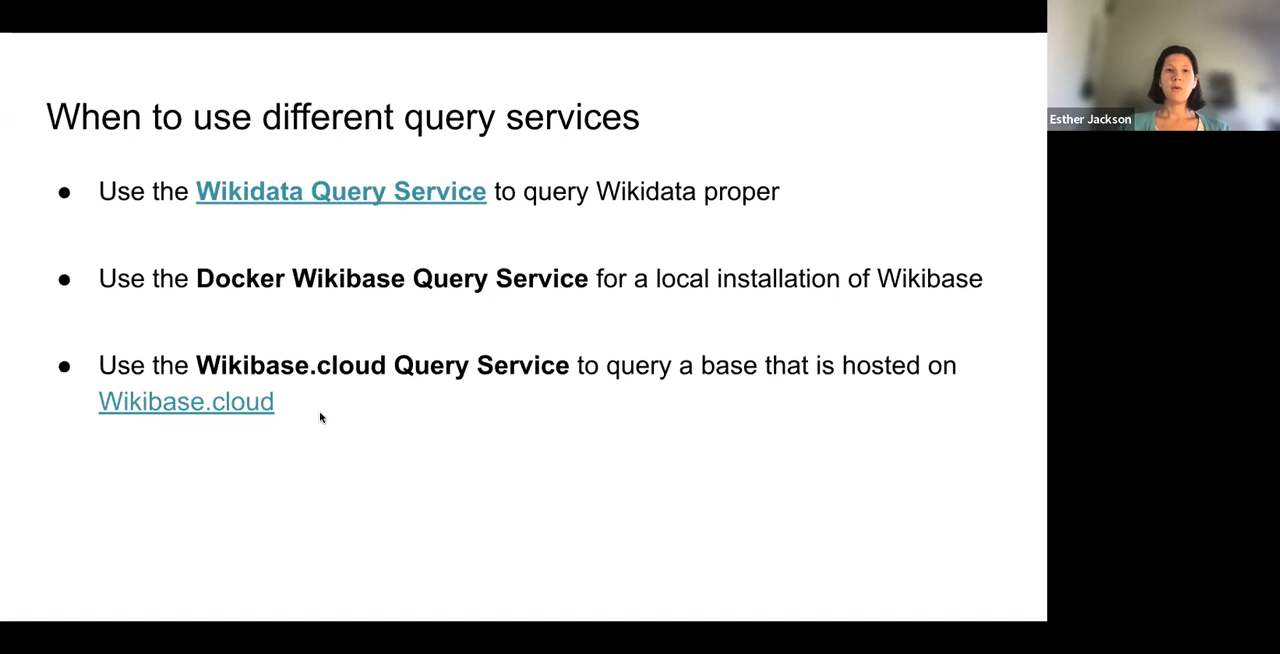 When to use different query services
● Use the Wikidata Query Service to query Wikidata proper
● Use the Docker Wikibase Query Service for a local installation of Wikibase
● Use the Wikibase.cloud Query Service to query a base that is hosted on
Wikibase.cloud
Esther Jackson